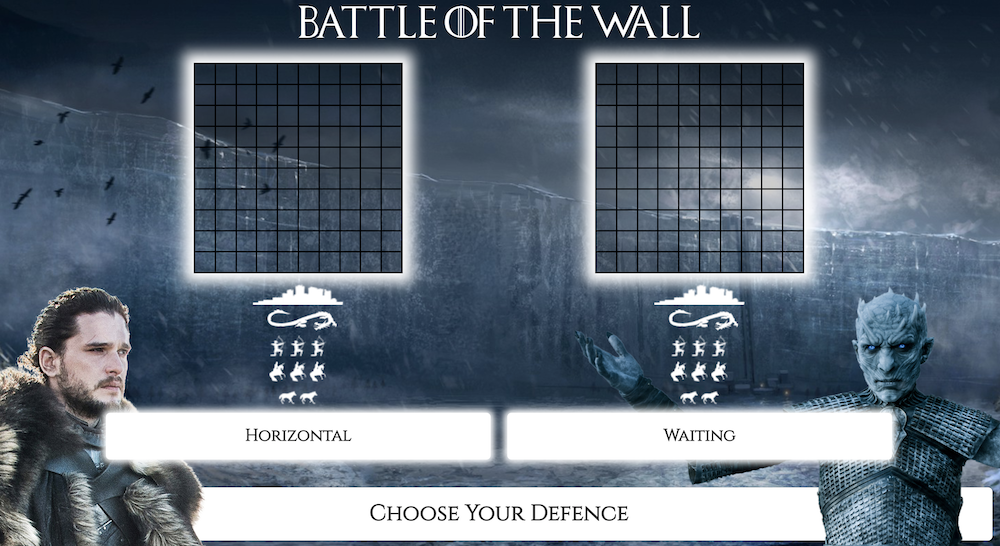 BATTLE OF THE WALL
HORIZONTAL
WAITING
CHOOSE YOUR DEFENCE